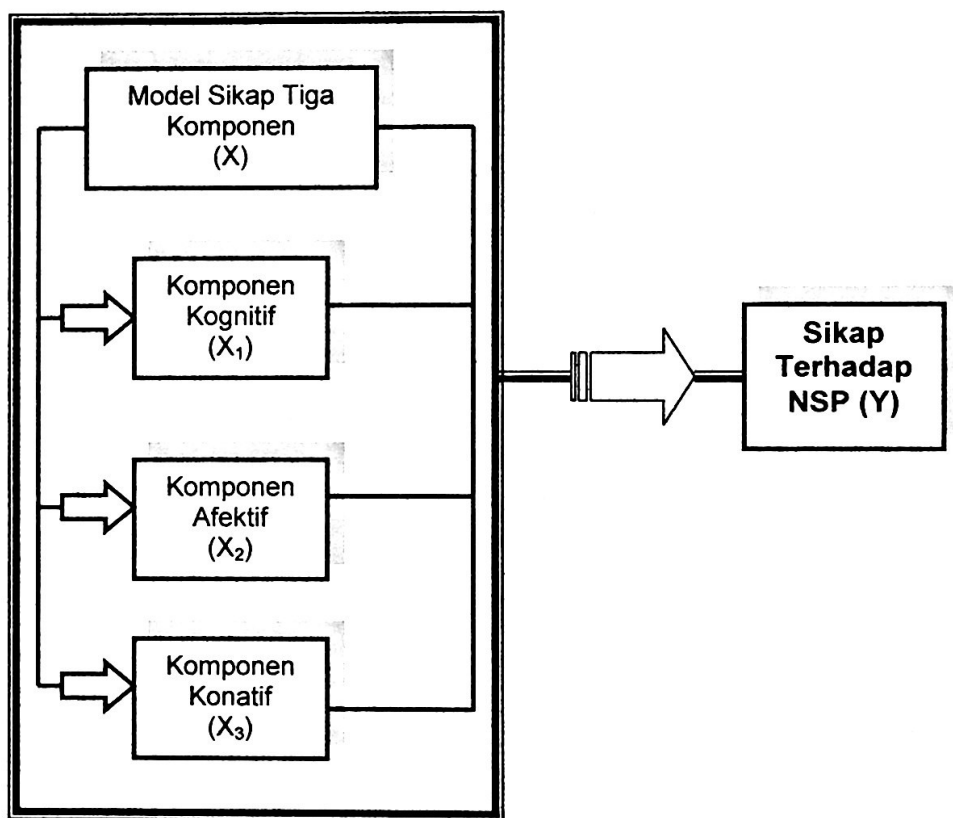 Model Sikap Tiga
Komponen
(X)
Komponen
Kognitif
(X₁)
Komponen
Afektif
(X₂)
Komponen
Konatif
(X₃)
Sikap
Terhadap
NSP (Y)